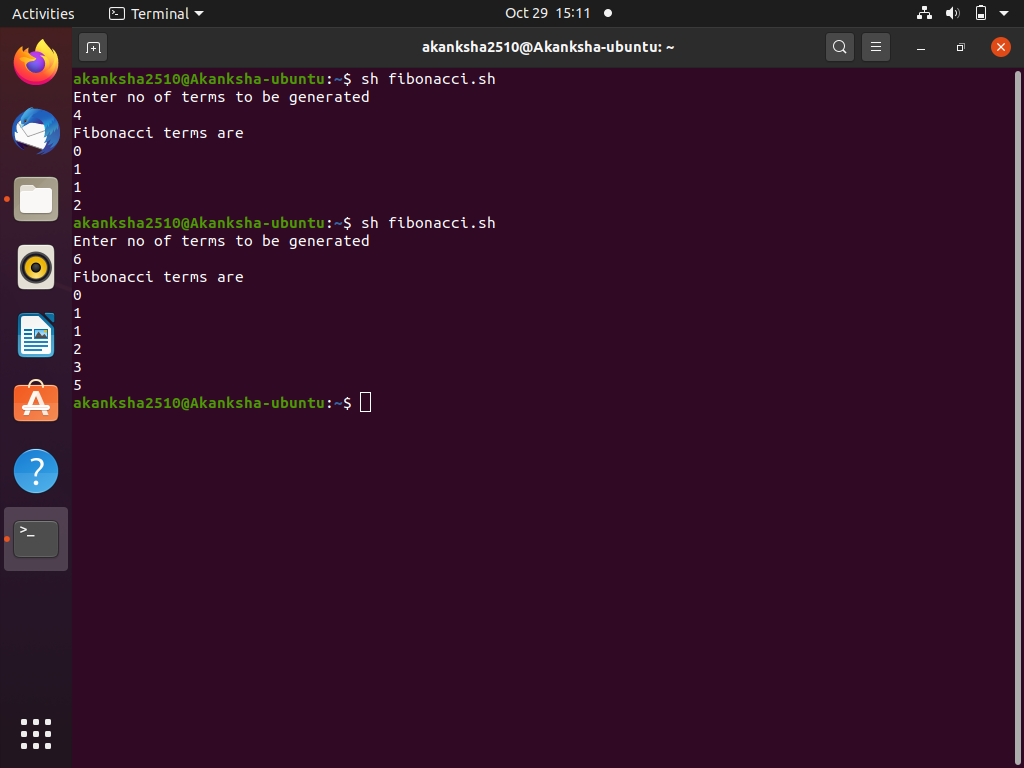 Activities
Terminal
Oct 29 15:11
akanksha2510@Akanksha-ubuntu: ~
akanksha2510@Akanksha-ubuntu:~$ sh fibonacci.sh
Enter no of terms to be generated
4
Fibonacci terms are
0
1
1
2
akanksha2510@Akanksha-ubuntu:~$ sh fibonacci.sh
Enter no of terms to be generated
6
Fibonacci terms are
0
1
1
2
3
5
akanksha2510@Akanksha-ubuntu:~$